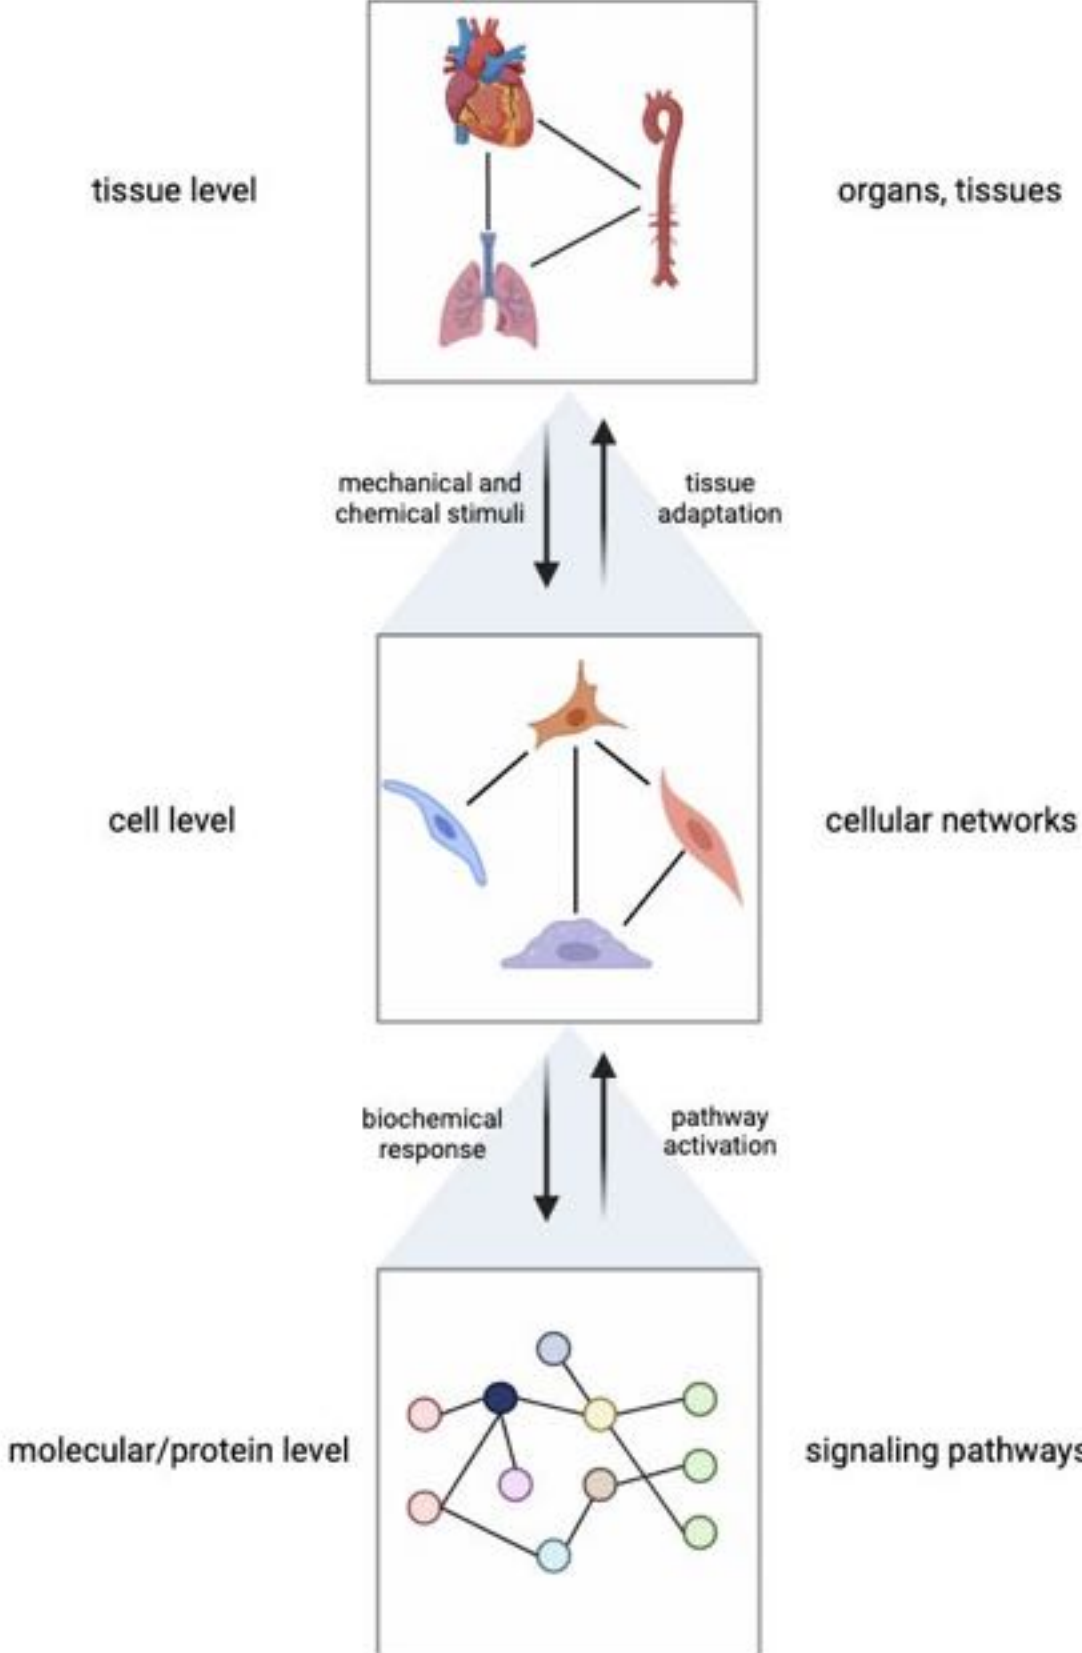 tissue level
organs, tissues
mechanical and
chemical stimuli
tissue
adaptation
cell level
cellular networks
biochemical
response
pathway
activation
molecular/protein level
signaling pathways